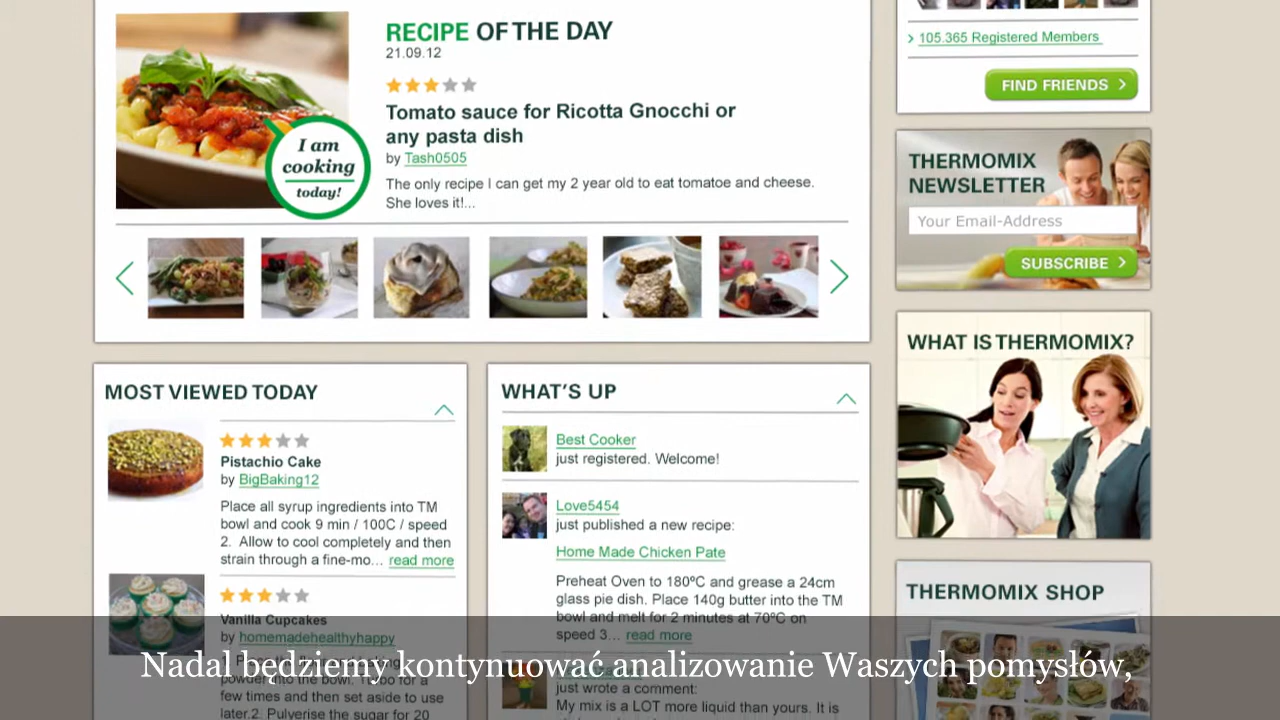 RECIPE OF THE DAY
21.09.12
Tomato sauce for Ricotta Gnocchi or
any pasta dish
by Tash0505
The only recipe I can get my 2 year old to eat tomatoe and cheese.
She loves it!...
I am
cooking
today!
105.365 Registered Members
FIND FRIENDS
THERMOMIX
NEWSLETTER
Your Email-Address
SUBSCRIBE
WHAT IS THERMOMIX?
THERMOMIX SHOP
MOST VIEWED TODAY
Pistachio Cake
by BigBaking12
Place all syrup ingredients into TM
bowl and cook 9 min / 100C / speed
2. Allow to cool completely and then
strain through a fine-mo... read more
Vanilla Cupcakes
by homemadehealthyhappy
powder into the bowl. Turbo for a
few times and then set aside to use
later.2. Pulverise the sugar for 20
WHAT'S UP
Best Cooker
just registered. Welcome!
Love5454
just published a new recipe:
Home Made Chicken Pate
Preheat Oven to 180ºC and grease a 24cm
glass pie dish. Place 140g butter into the TM
bowl and melt for 2 minutes at 70ºC on
speed 3... read more
just wrote a comment:
My mix is a LOT more liquid than yours. It is
Nadal będziemy kontynuować analizowanie Waszych pomysłów,